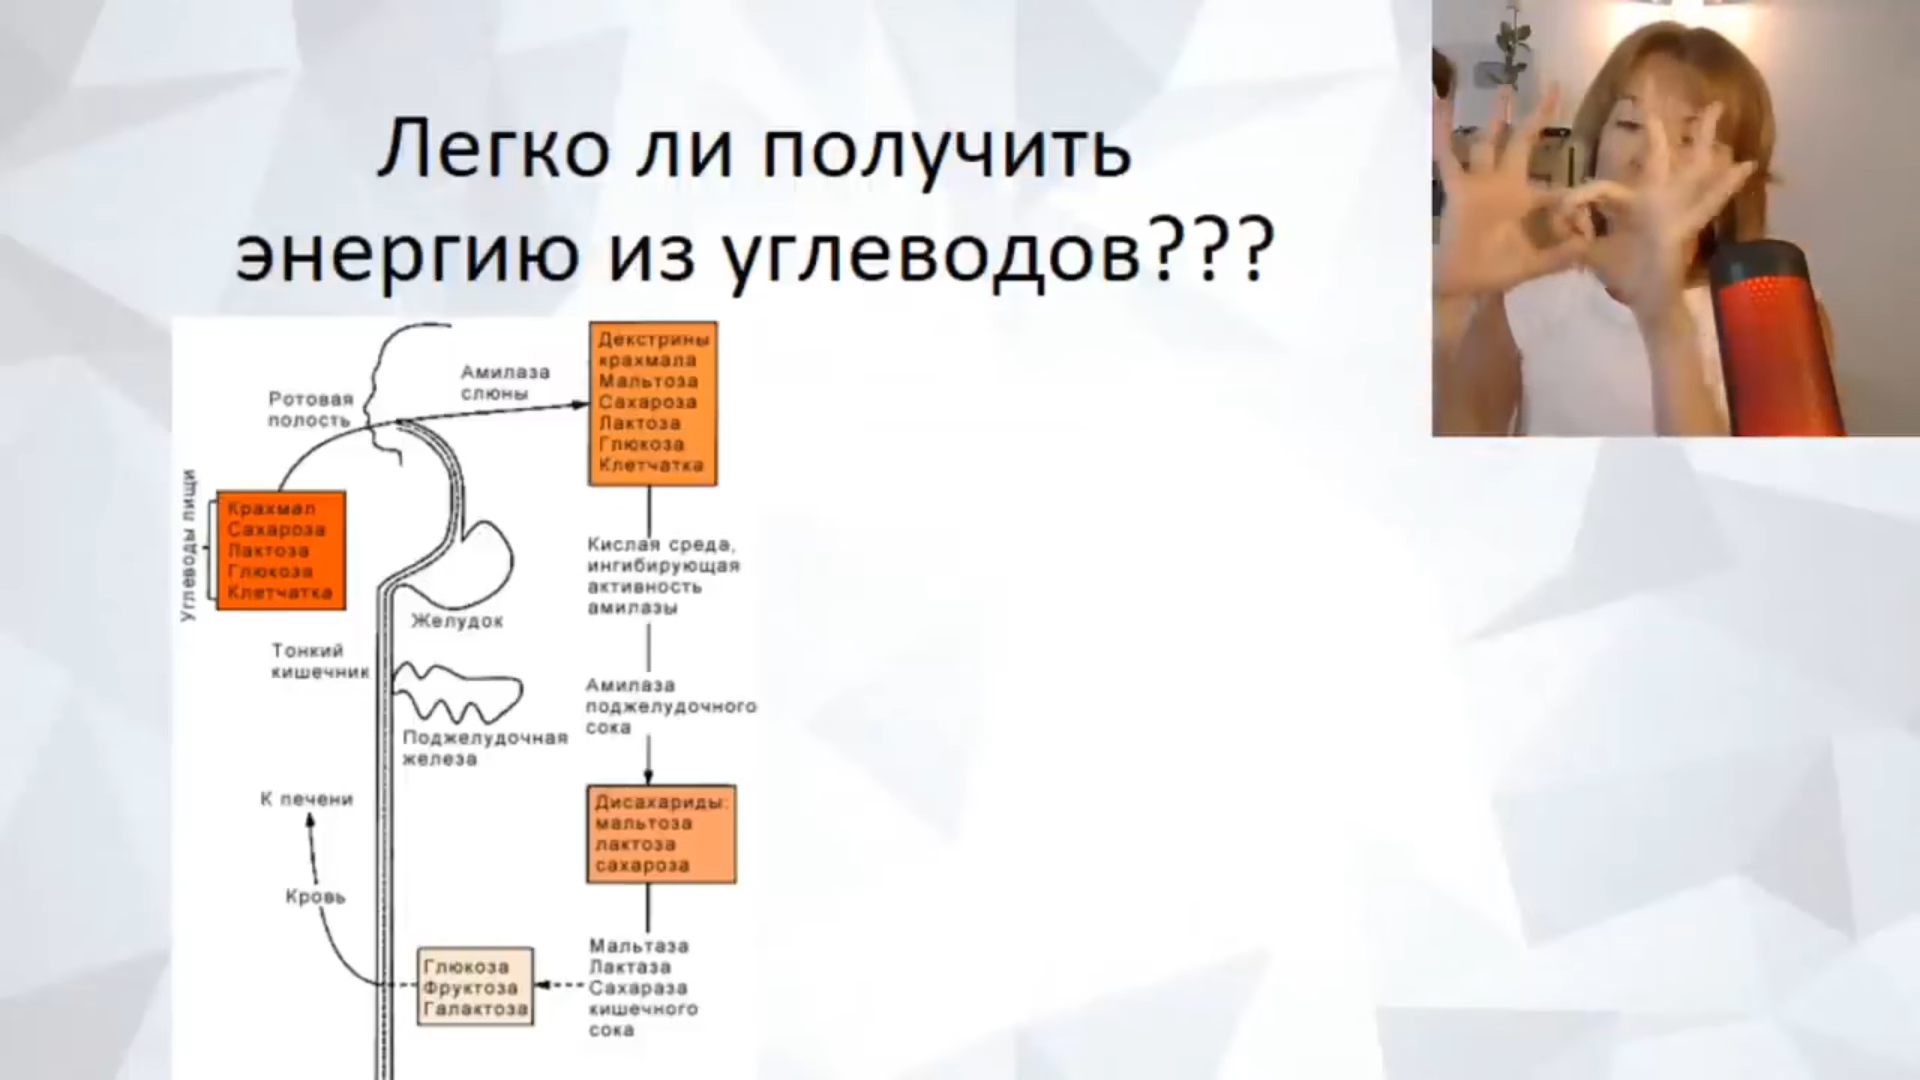 Легко ли получить
энергию из углеводов???
Ротовая
полость
Амилаза
слюны
Декстрины
крахмала
Мальтоза
Сахароза
Лактоза
Глюкоза
Клетчатка
Углеводы пищи
Крахмал
Сахароза
Лактоза
Глюкоза
Клетчатка
Кислая среда,
ингибирующая
активность
амилазы
Желудок
Тонкий
кишечник
Амилаза
поджелудочного
сока
Поджелудочная
железа
К печени
Дисахариды:
мальтоза
лактоза
сахароза
Кровь
Мальтаза
Лактаза
Сахараза
кишечного
сока
Глюкоза
Фруктоза
Галактоза